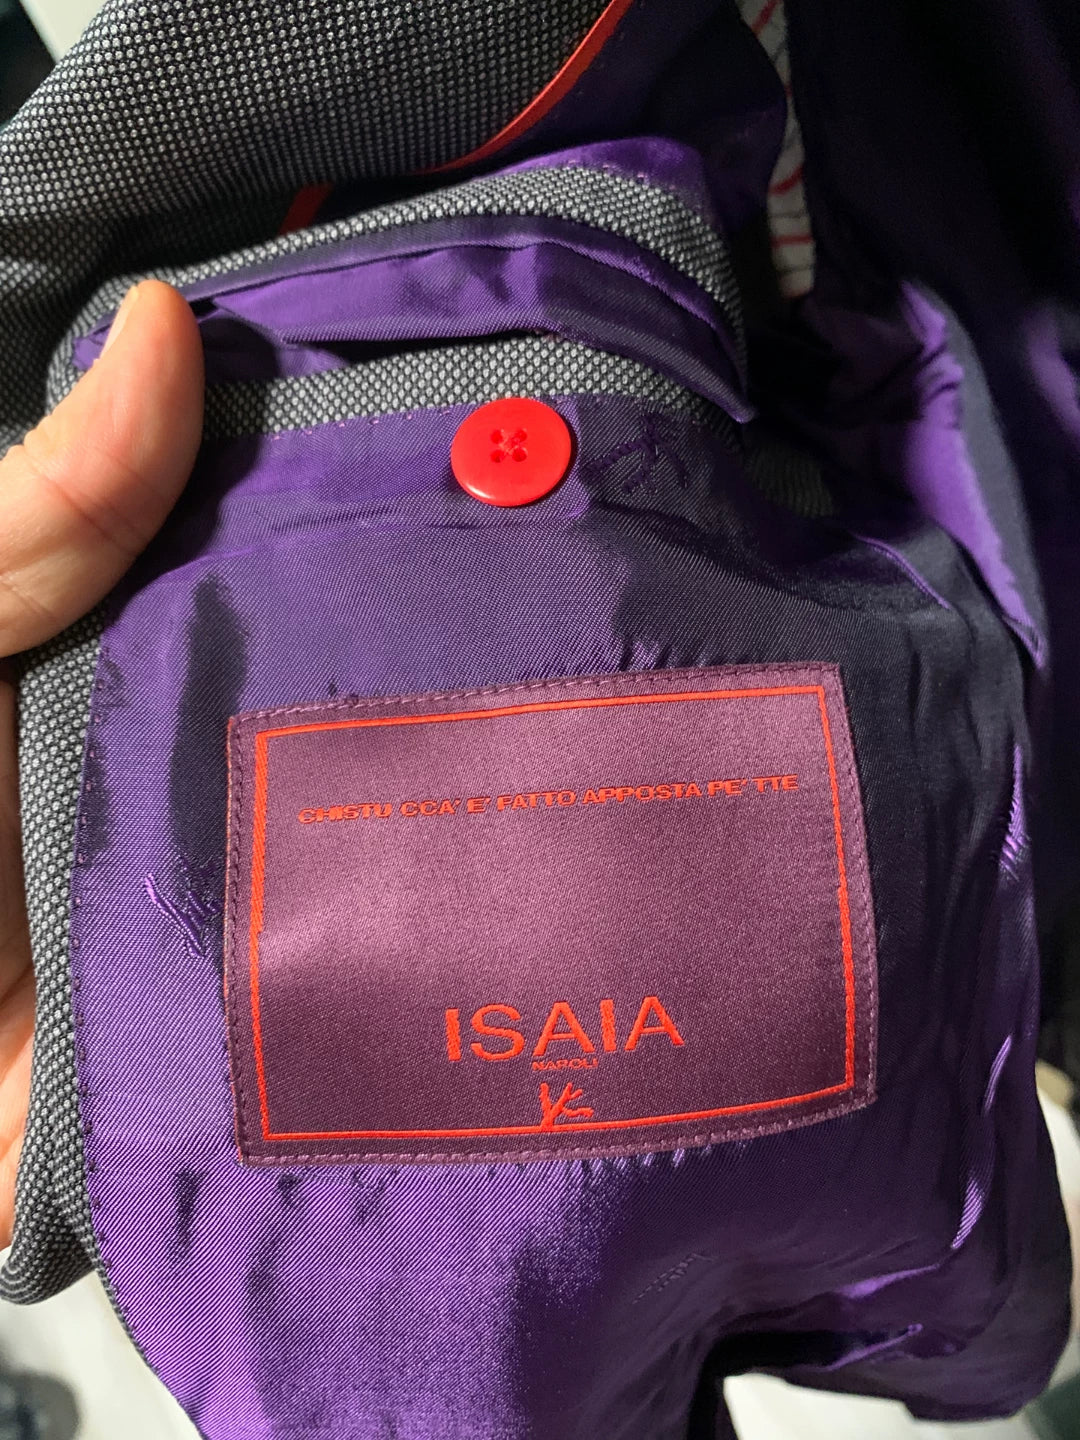 CHISTU CCA' E' FATTO APPOSTA PE' TTE
ISAIA
NAPOLI